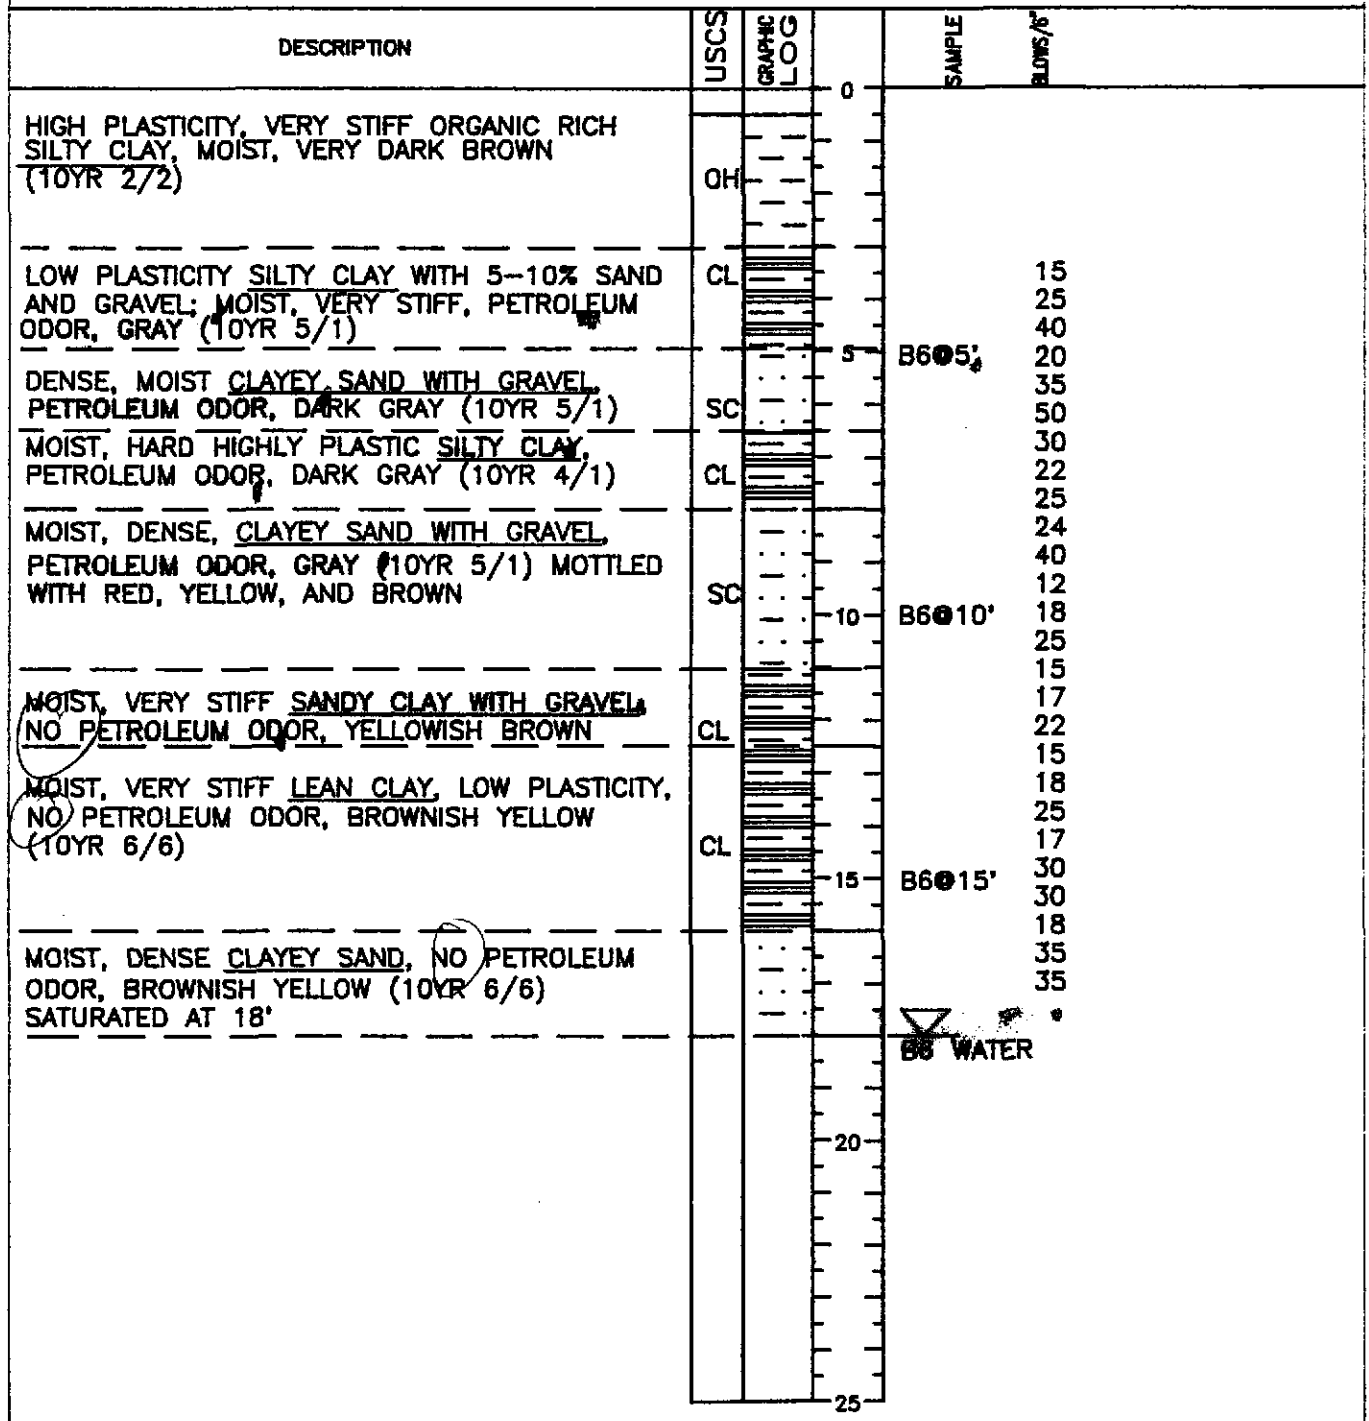 DESCRIPTION USCS GRAPHIC LOG SAMPLE BLOWS/6"
0
HIGH PLASTICITY, VERY STIFF ORGANIC RICH
SILTY CLAY, MOIST, VERY DARK BROWN
(10YR 2/2) OH
LOW PLASTICITY SILTY CLAY WITH 5-10% SAND CL 15
AND GRAVEL; MOIST, VERY STIFF, PETROLEUM 25
ODOR, GRAY (10YR 5/1) 40
5 B6@5' 20
DENSE, MOIST CLAYEY SAND WITH GRAVEL, 35
PETROLEUM ODOR, DARK GRAY (10YR 5/1) SC 50
MOIST, HARD HIGHLY PLASTIC SILTY CLAY, 30
PETROLEUM ODOR, DARK GRAY (10YR 4/1) CL 22
25
MOIST, DENSE, CLAYEY SAND WITH GRAVEL, 24
PETROLEUM ODOR, GRAY (10YR 5/1) MOTTLED 40
WITH RED, YELLOW, AND BROWN SC 12
10 B6@10' 18
25
15
MOIST, VERY STIFF SANDY CLAY WITH GRAVEL, 17
NO PETROLEUM ODOR, YELLOWISH BROWN CL 22
15
MOIST, VERY STIFF LEAN CLAY, LOW PLASTICITY, 18
NO PETROLEUM ODOR, BROWNISH YELLOW 25
(10YR 6/6) CL 17
30
15 B6@15' 30
18
MOIST, DENSE CLAYEY SAND, NO PETROLEUM 35
ODOR, BROWNISH YELLOW (10YR 6/6) 35
SATURATED AT 18'
B6 WATER
20
25